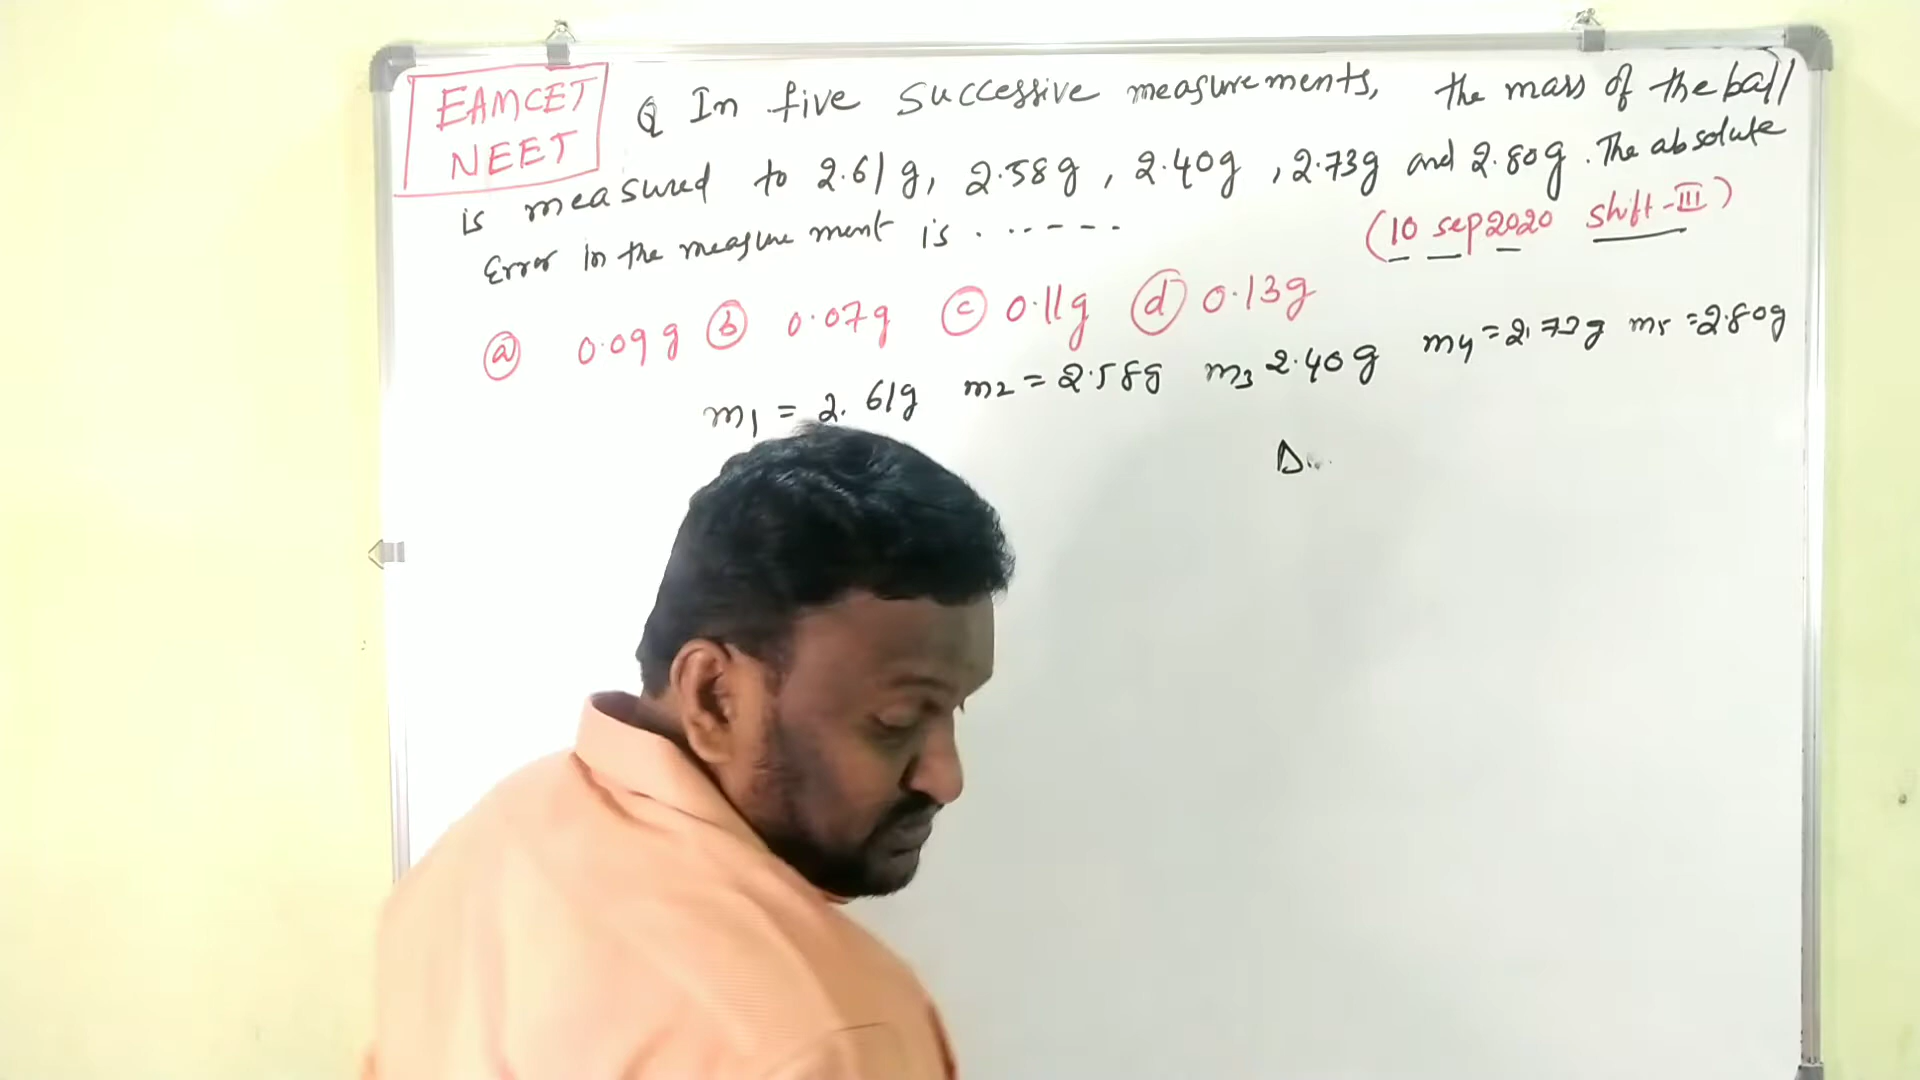 EAMCET
NEET
Q In five successive measurements, the mass of the ball
is measured to 2.61g, 2.58g, 2.40g, 2.73g and 2.80g. The absolute
Error in the measurement is . . . - - - .
(10 sep 2020 shift-III)
a 0.09g b 0.07g c 0.11g d 0.13g
m1 = 2.61g m2 = 2.58g m3 2.40g m4 = 2.73g m5 = 2.80g
Δ